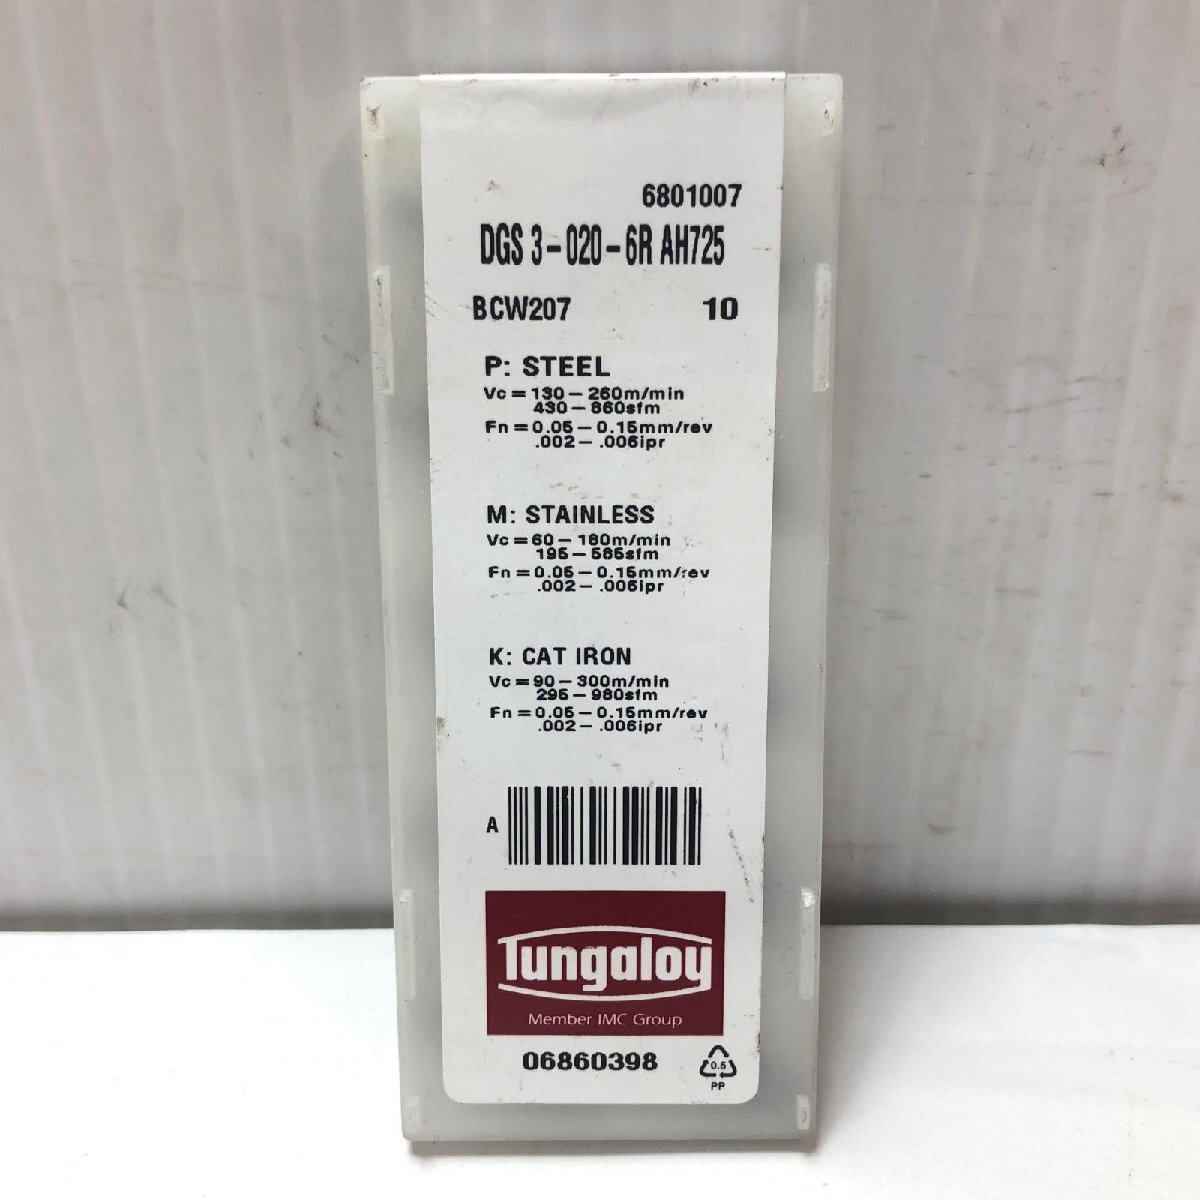 6801007
DGS 3-020-6R AH725
BCW207 10
P: STEEL
Vc=130-260m/min
430-860sfm
Fn=0.05-0.15mm/rev
.002-.006ipr
M: STAINLESS
Vc=60-180m/min
195-585sfm
Fn=0.05-0.15mm/rev
.002-.006ipr
K: CAT IRON
Vc=90-300m/min
295-980sfm
Fn=0.05-0.15mm/rev
.002-.006ipr
A
Tungaloy
Member IMC Group
06860398
0.5
PP